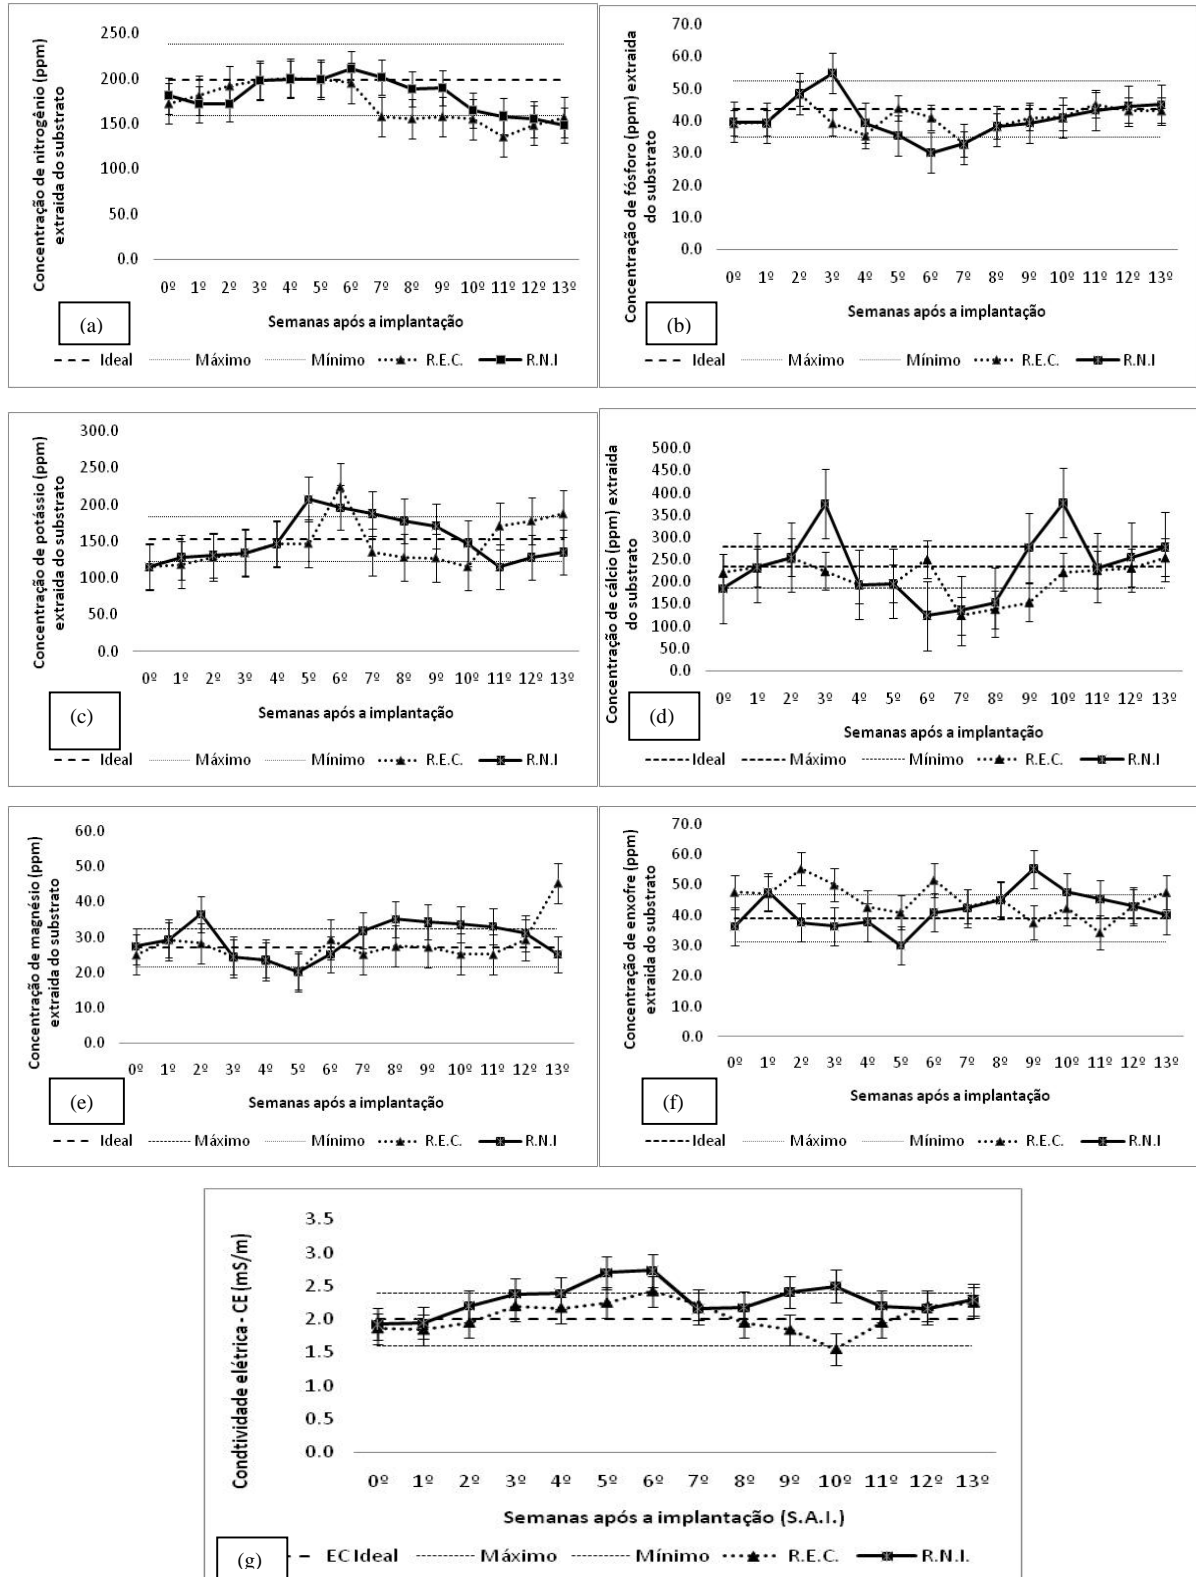 Concentração de nitrogênio (ppm)
extraída do substrato
250.0
200.0
150.0
100.0
50.0
0.0
0º 1º 2º 3º 4º 5º 6º 7º 8º 9º 10º 11º 12º 13º
Semanas após a implantação
(a)
Ideal Máximo Mínimo R.E.C. R.N.I
Concentração de fósforo (ppm) extraída
do substrato
70.0
60.0
50.0
40.0
30.0
20.0
10.0
0.0
0º 1º 2º 3º 4º 5º 6º 7º 8º 9º 10º 11º 12º 13º
Semanas após a implantação
(b)
Ideal Máximo Mínimo R.E.C. R.N.I
Concentração de potássio (ppm)
extraída do substrato
300.0
250.0
200.0
150.0
100.0
50.0
0.0
0º 1º 2º 3º 4º 5º 6º 7º 8º 9º 10º 11º 12º 13º
Semanas após a implantação
(c)
Ideal Máximo Mínimo R.E.C. R.N.I
Concentração de cálcio (ppm) extraída
do substrato
500.0
450.0
400.0
350.0
300.0
250.0
200.0
150.0
100.0
50.0
0.0
0º 1º 2º 3º 4º 5º 6º 7º 8º 9º 10º 11º 12º 13º
Semanas após a implantação
(d)
Ideal Máximo Mínimo R.E.C. R.N.I
Concentração de magnésio (ppm)
extraída do substrato
60.0
50.0
40.0
30.0
20.0
10.0
0.0
0º 1º 2º 3º 4º 5º 6º 7º 8º 9º 10º 11º 12º 13º
Semanas após a implantação
(e)
Ideal Máximo Mínimo R.E.C. R.N.I
Concentração de enxofre (ppm)
extraída do substrato
70.0
60.0
50.0
40.0
30.0
20.0
10.0
0.0
0º 1º 2º 3º 4º 5º 6º 7º 8º 9º 10º 11º 12º 13º
Semanas após a implantação
(f)
Ideal Máximo Mínimo R.E.C. R.N.I
Condtividade elétrica - CE (mS/m)
3.5
3.0
2.5
2.0
1.5
1.0
0.5
0.0
0º 1º 2º 3º 4º 5º 6º 7º 8º 9º 10º 11º 12º 13º
Semanas após a implantação (S.A.I.)
(g)
EC Ideal Máximo Mínimo R.E.C. R.N.I.